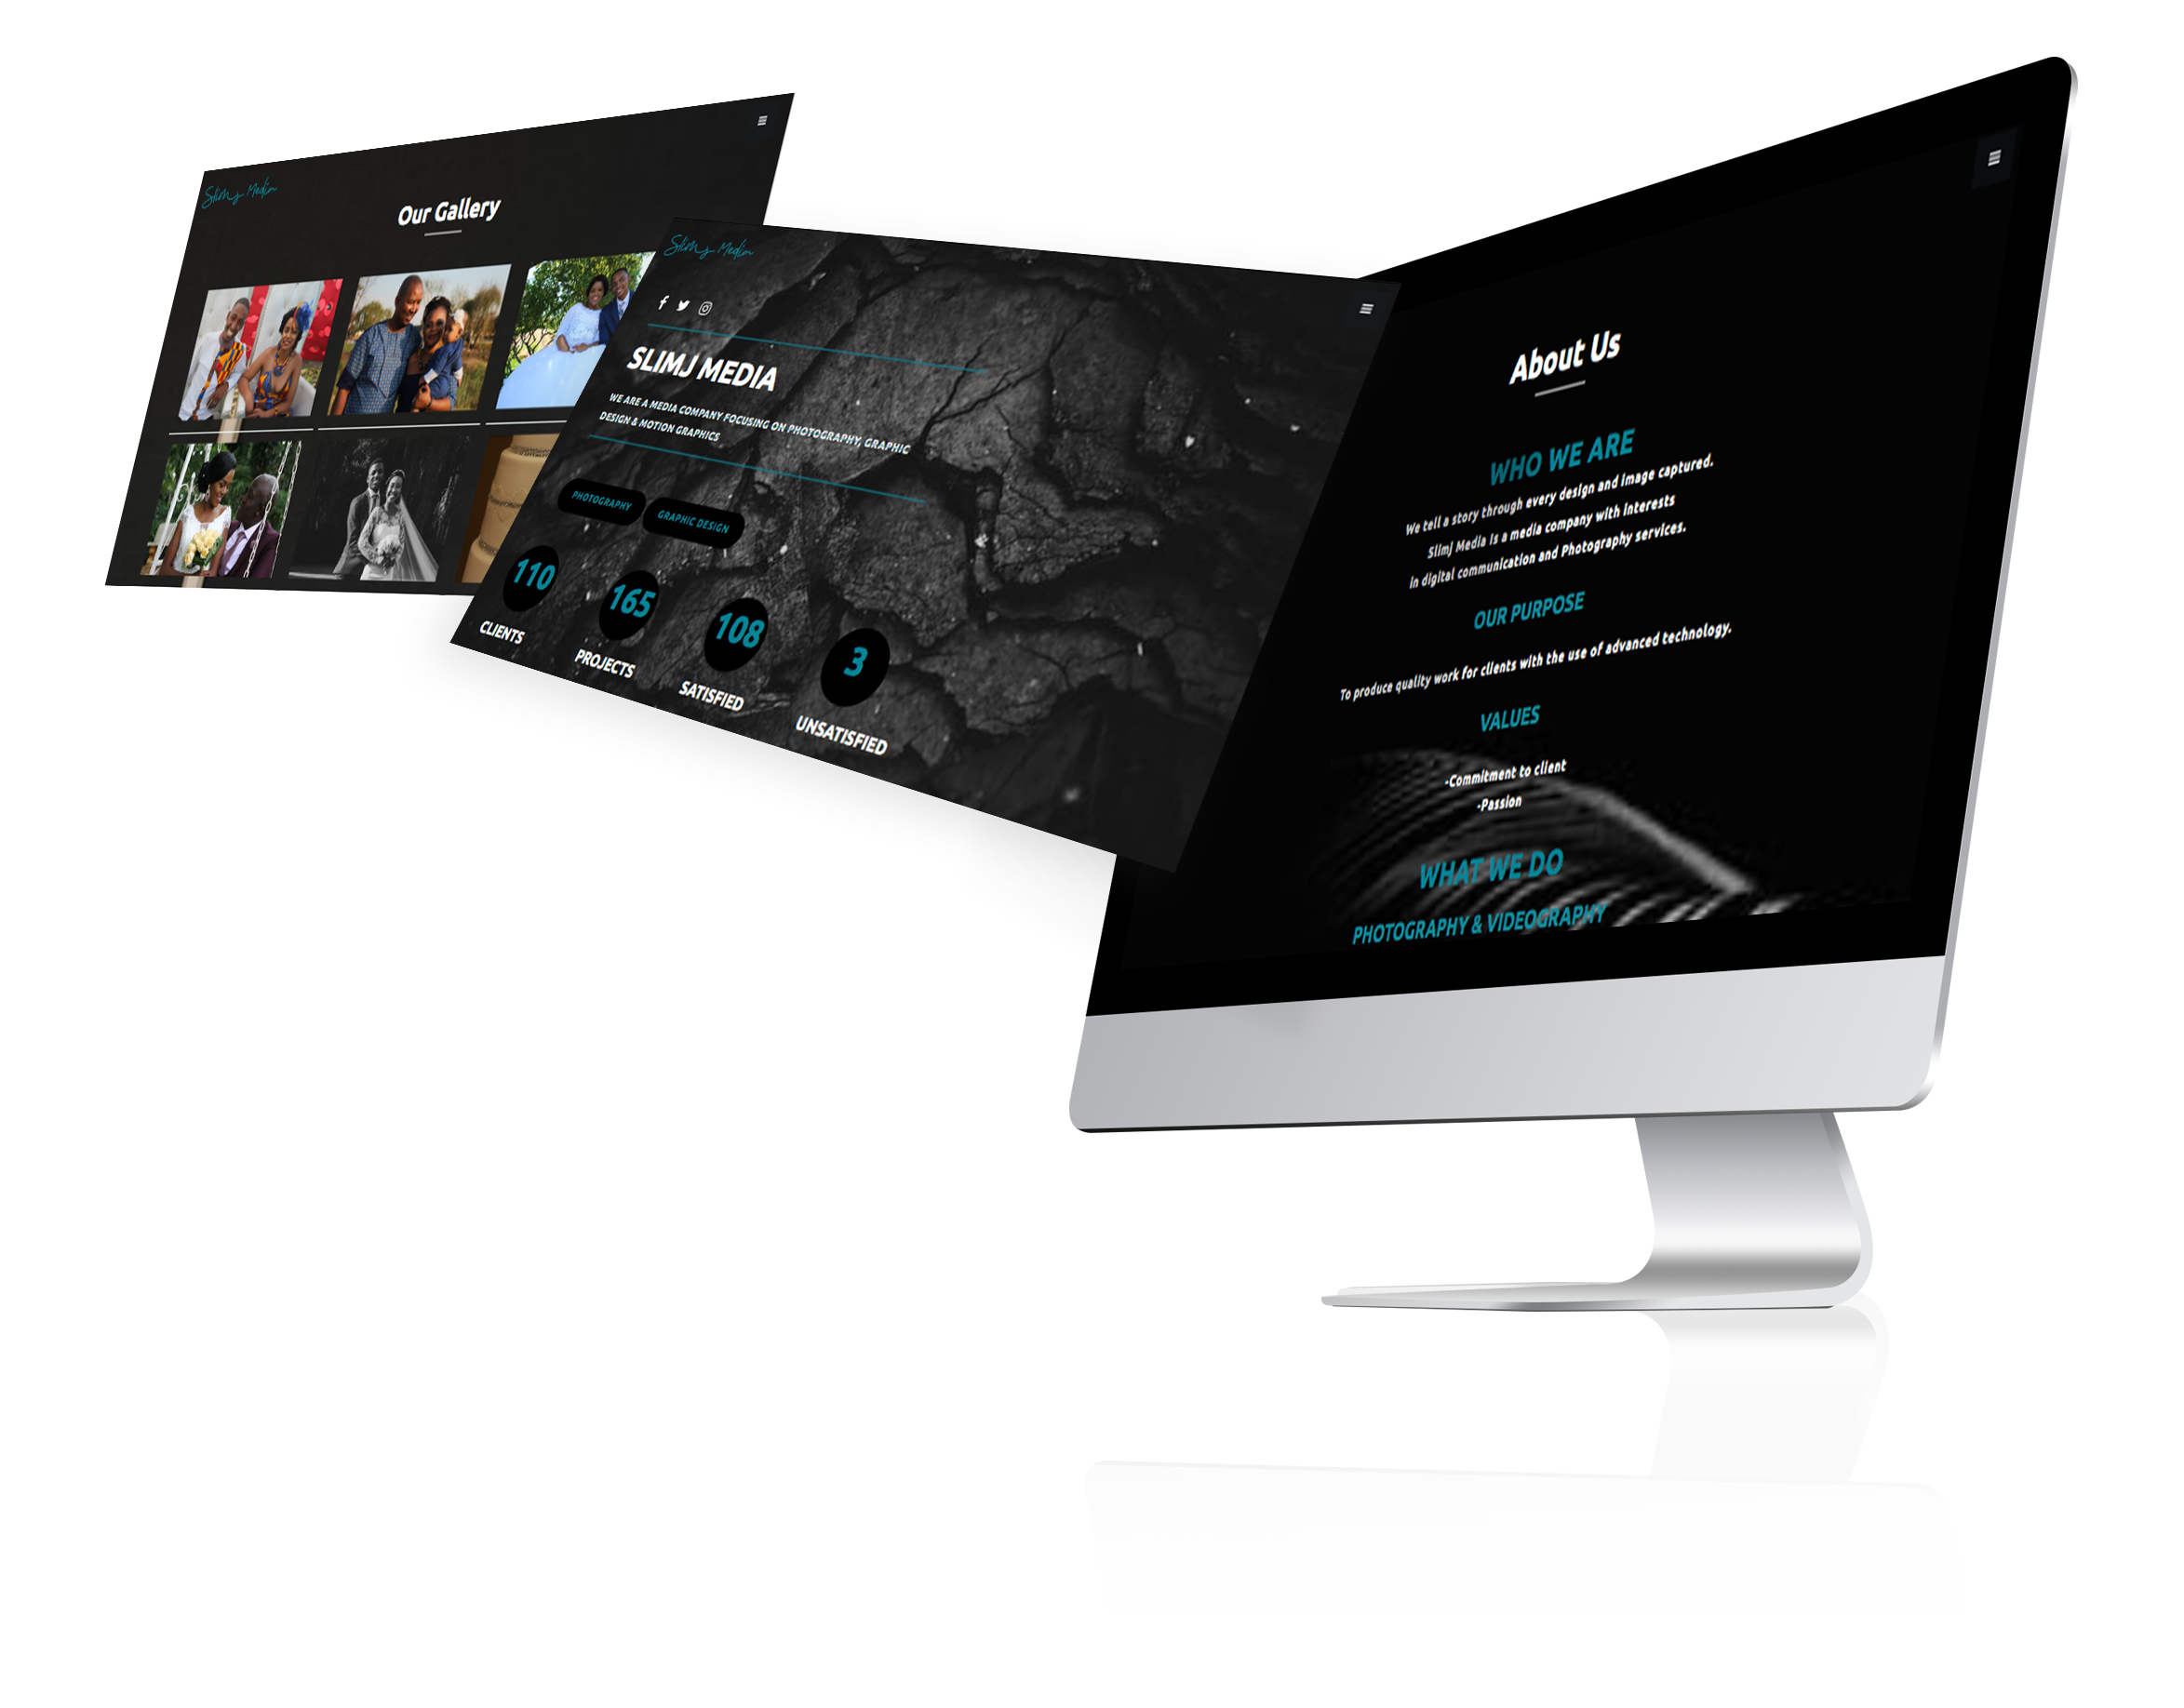 Slimj Media
Our Gallery
Slimj Media
SLIMJ MEDIA
WE ARE A MEDIA COMPANY FOCUSING ON PHOTOGRAPHY, GRAPHIC
DESIGN & MOTION GRAPHICS
PHOTOGRAPHY
GRAPHIC DESIGN
110
CLIENTS
165
PROJECTS
108
SATISFIED
3
UNSATISFIED
About Us
WHO WE ARE
We tell a story through every design and image captured.
Slimj Media is a media company with interests
in digital communication and Photography services.
OUR PURPOSE
To produce quality work for clients with the use of advanced technology.
VALUES
-Commitment to client
-Passion
WHAT WE DO
PHOTOGRAPHY & VIDEOGRAPHY